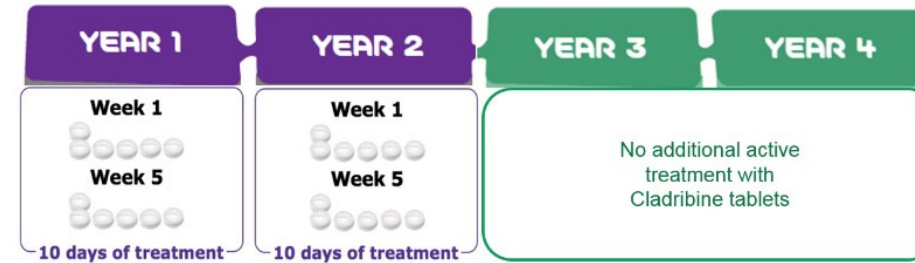 YEAR 1
YEAR 2
YEAR 3
YEAR 4
Week 1
Week 5
10 days of treatment
Week 1
Week 5
10 days of treatment
No additional active
treatment with
Cladribine tablets